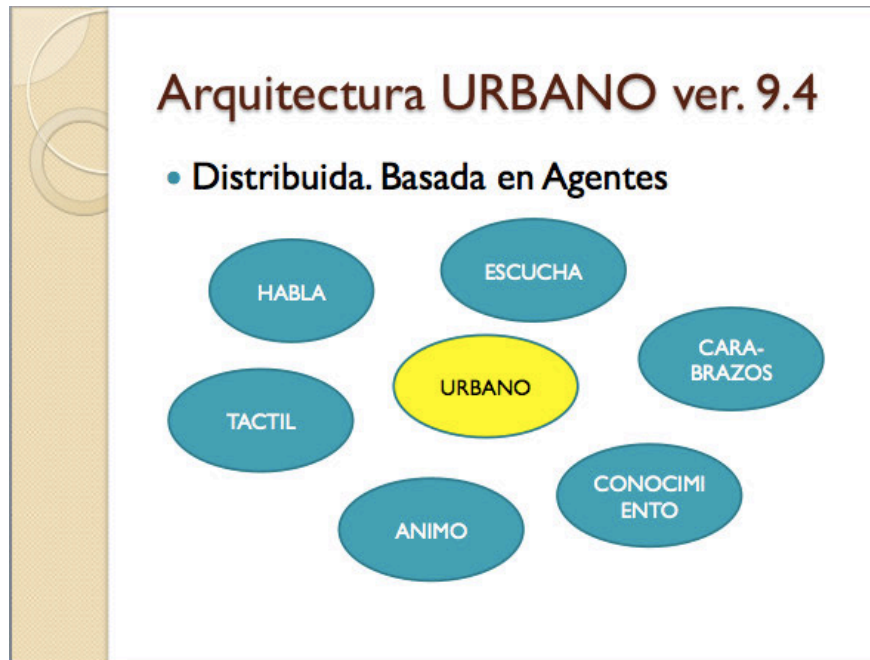 Arquitectura URBANO ver. 9.4
• Distribuida. Basada en Agentes
HABLA
ESCUCHA
CARA-
BRAZOS
URBANO
TACTIL
CONOCIMI
ENTO
ANIMO